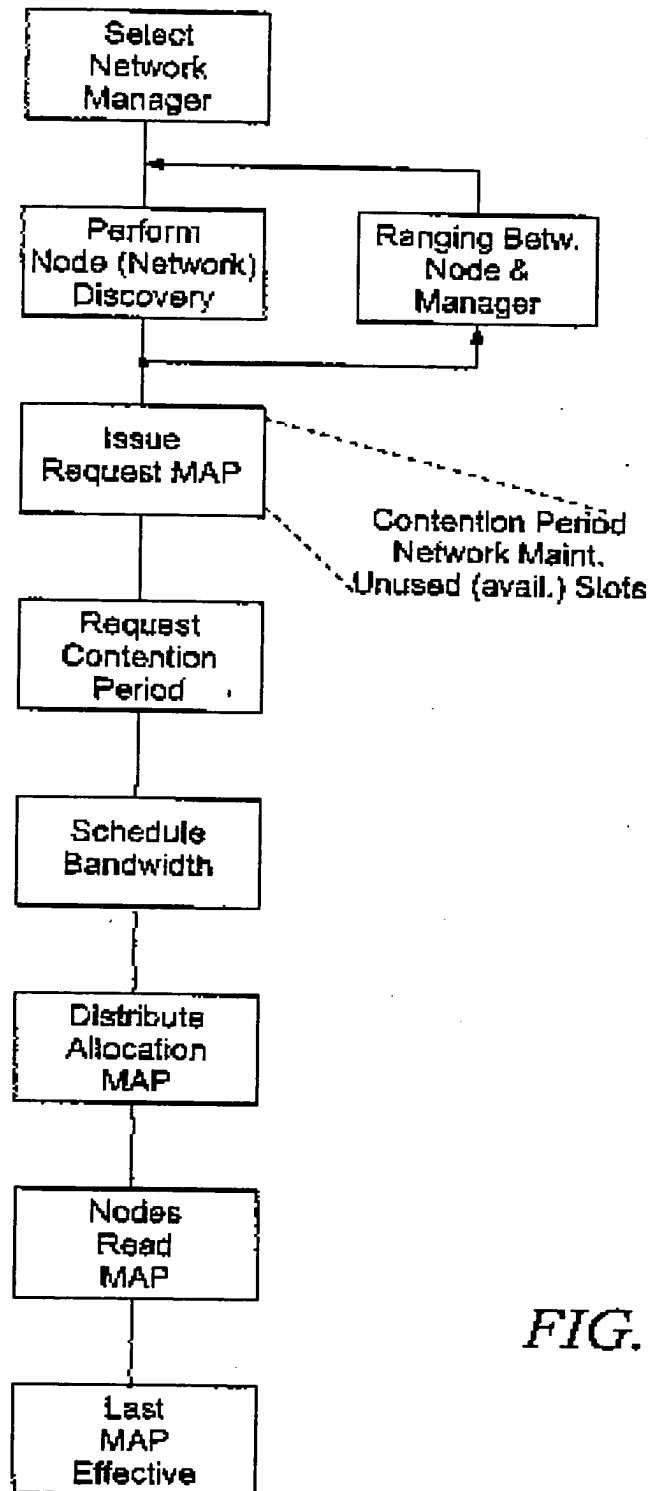 Select
Network
Manager
Perform
Node (Network)
Discovery
Ranging Betw.
Node &
Manager
Issue
Request MAP
Contention Period
Network Maint.
Unused (avail.) Slots
Request
Contention
Period
Schedule
Bandwidth
Distribute
Allocation
MAP
Nodes
Read
MAP
Last
MAP
Effective
FIG.